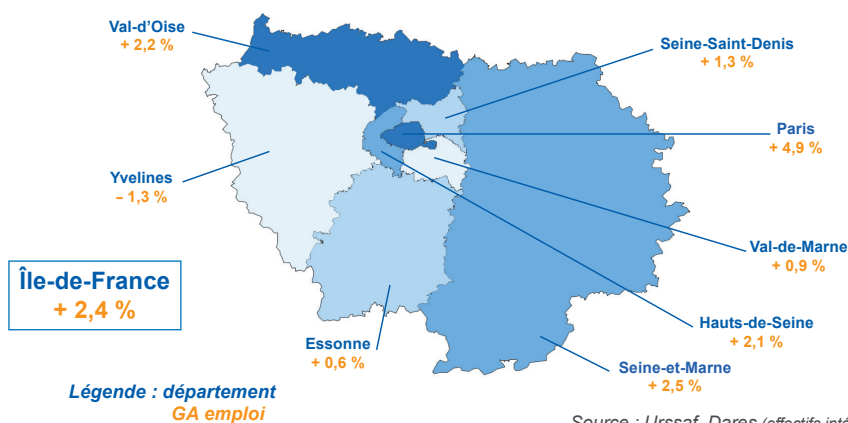 Val-d'Oise
+ 2,2 %
Seine-Saint-Denis
+ 1,3 %
Paris
+ 4,9 %
Yvelines
– 1,3 %
Val-de-Marne
+ 0,9 %
Île-de-France
+ 2,4 %
Hauts-de-Seine
+ 2,1 %
Essonne
+ 0,6 %
Seine-et-Marne
+ 2,5 %
Légende : département
GA emploi
Source : Urssaf, Dares (effectifs